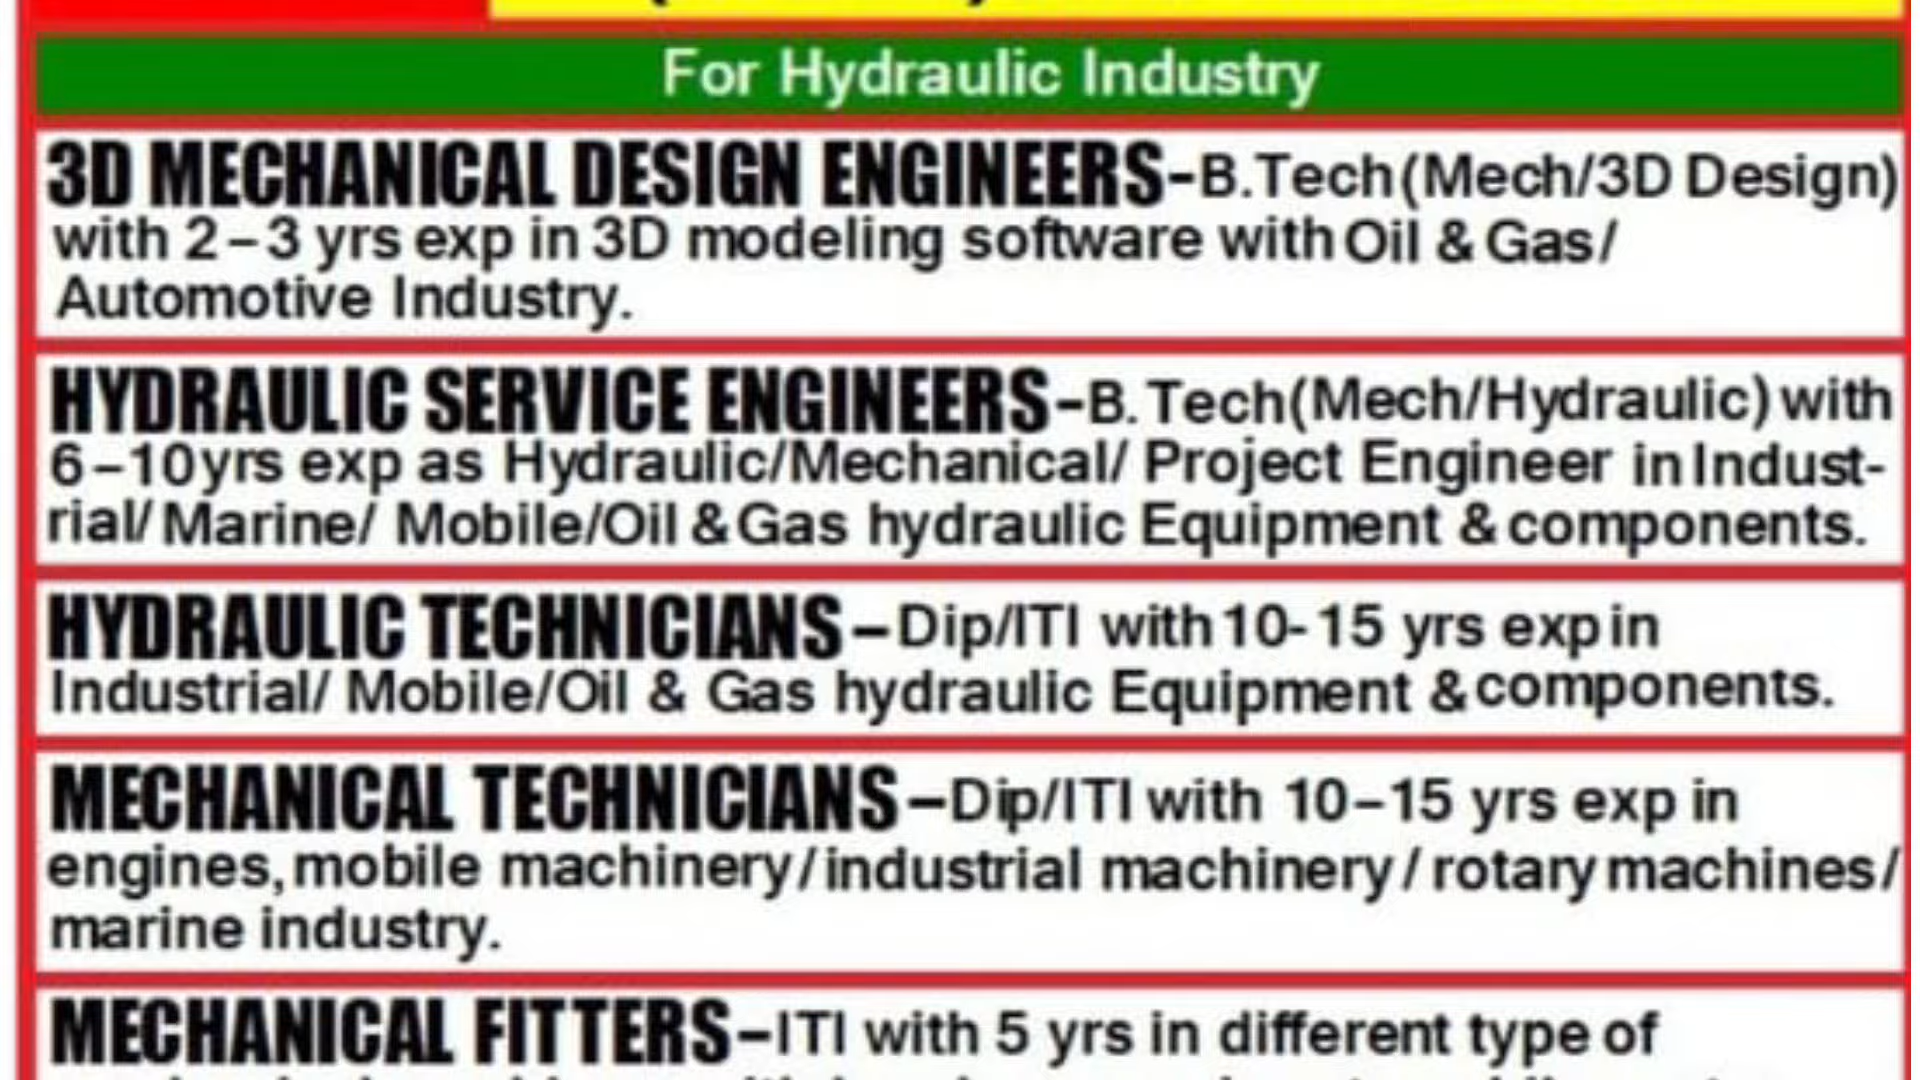 For Hydraulic Industry
3D MECHANICAL DESIGN ENGINEERS-B.Tech(Mech/3D Design)
with 2-3 yrs exp in 3D modeling software with Oil & Gas/
Automotive Industry.
HYDRAULIC SERVICE ENGINEERS-B.Tech(Mech/Hydraulic) with
6-10yrs exp as Hydraulic/Mechanical/ Project Engineer in Indust-
rial/ Marine/ Mobile/Oil & Gas hydraulic Equipment & components.
HYDRAULIC TECHNICIANS – Dip/ITI with 10-15 yrs exp in
Industrial/ Mobile/Oil & Gas hydraulic Equipment & components.
MECHANICAL TECHNICIANS –Dip/ITI with 10–15 yrs exp in
engines, mobile machinery/industrial machinery/ rotary machines/
marine industry.
MECHANICAL FITTERS–ITI with 5 yrs in different type of